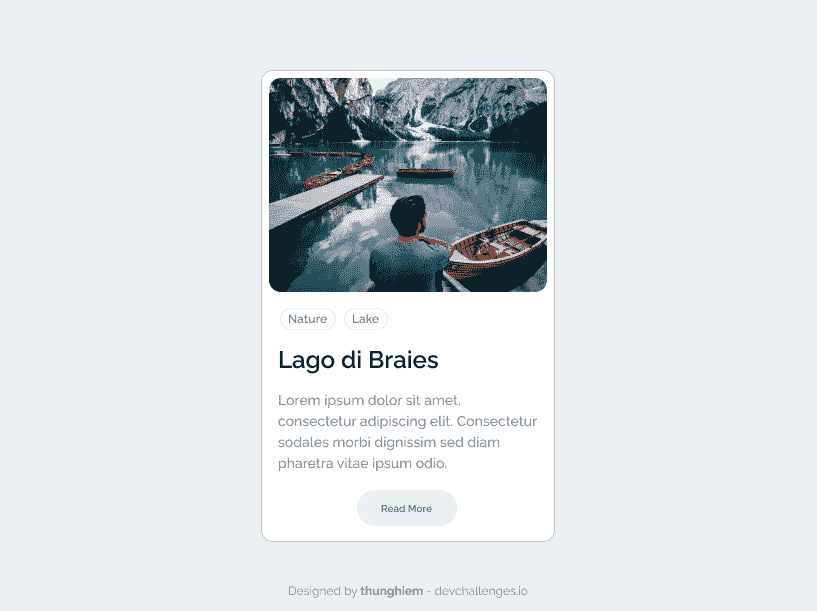 Nature Lake
Lago di Braies
Lorem ipsum dolor sit amet,
consectetur adipiscing elit. Consectetur
sodales morbi dignissim sed diam
pharetra vitae ipsum odio.
Read More
Designed by thunghiem - devchallenges.io